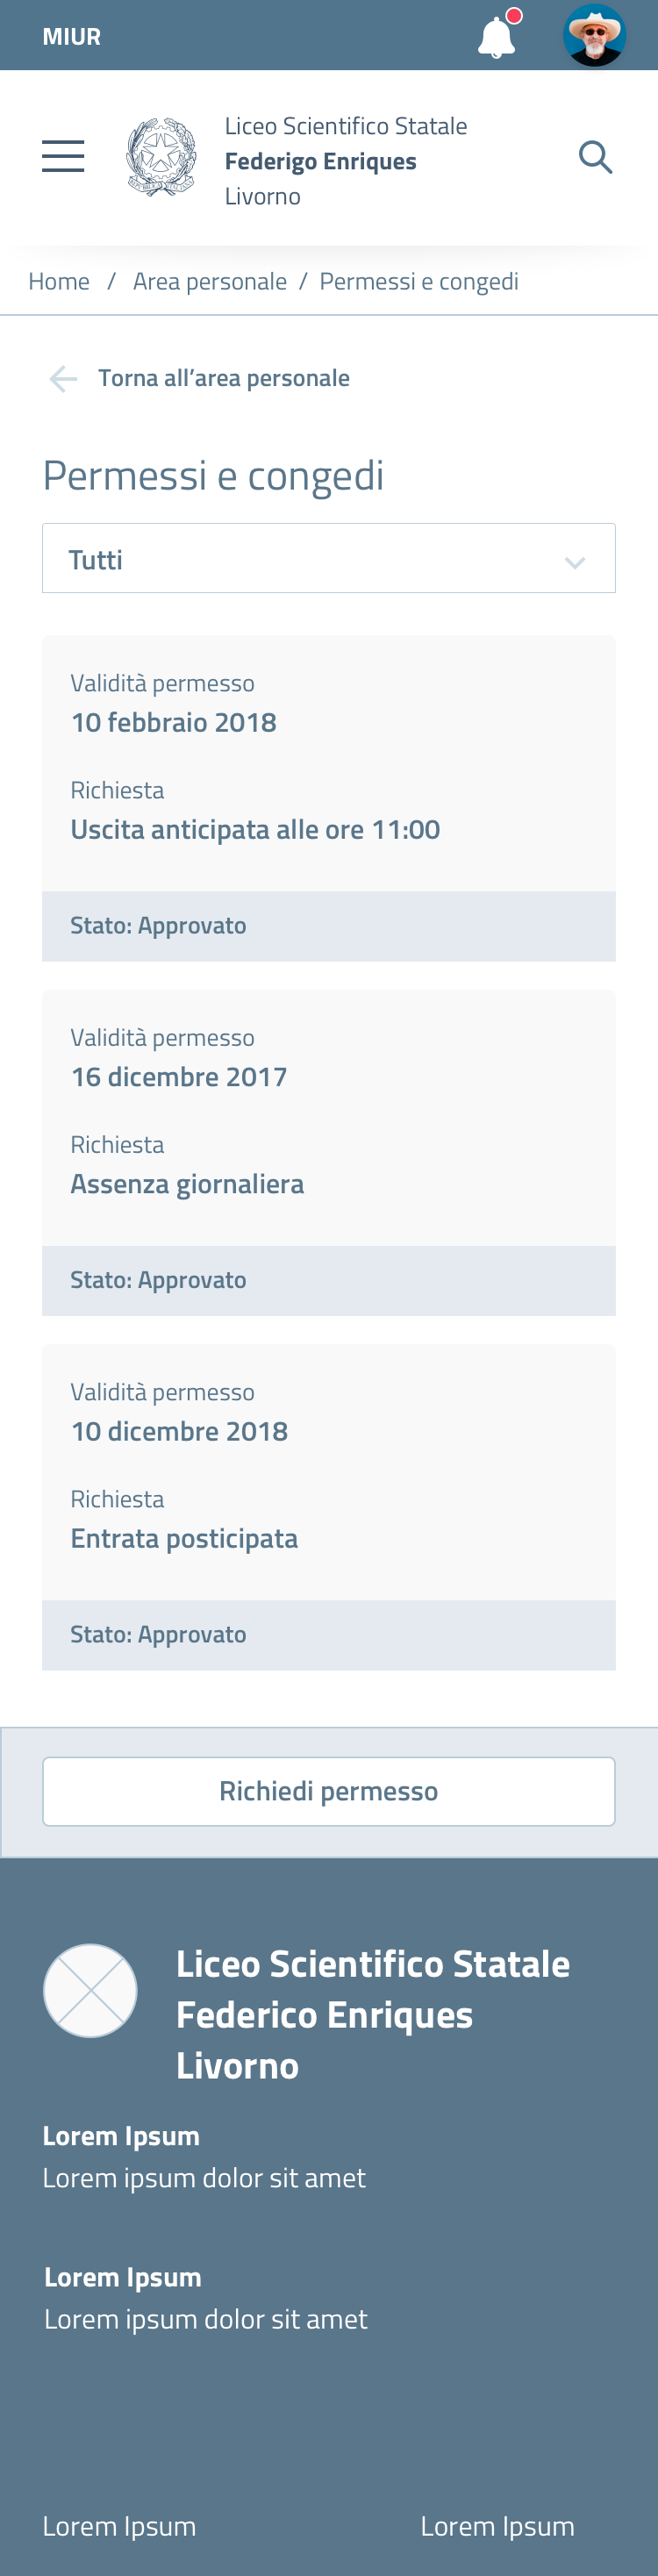 MIUR
Liceo Scientifico Statale
Federigo Enriques
Livorno
Home / Area personale / Permessi e congedi
Torna all’area personale
Permessi e congedi
Tutti
Validità permesso
10 febbraio 2018
Richiesta
Uscita anticipata alle ore 11:00
Stato: Approvato
Validità permesso
16 dicembre 2017
Richiesta
Assenza giornaliera
Stato: Approvato
Validità permesso
10 dicembre 2018
Richiesta
Entrata posticipata
Stato: Approvato
Richiedi permesso
Liceo Scientifico Statale
Federico Enriques
Livorno
Lorem Ipsum
Lorem ipsum dolor sit amet
Lorem Ipsum
Lorem ipsum dolor sit amet
Lorem Ipsum Lorem Ipsum